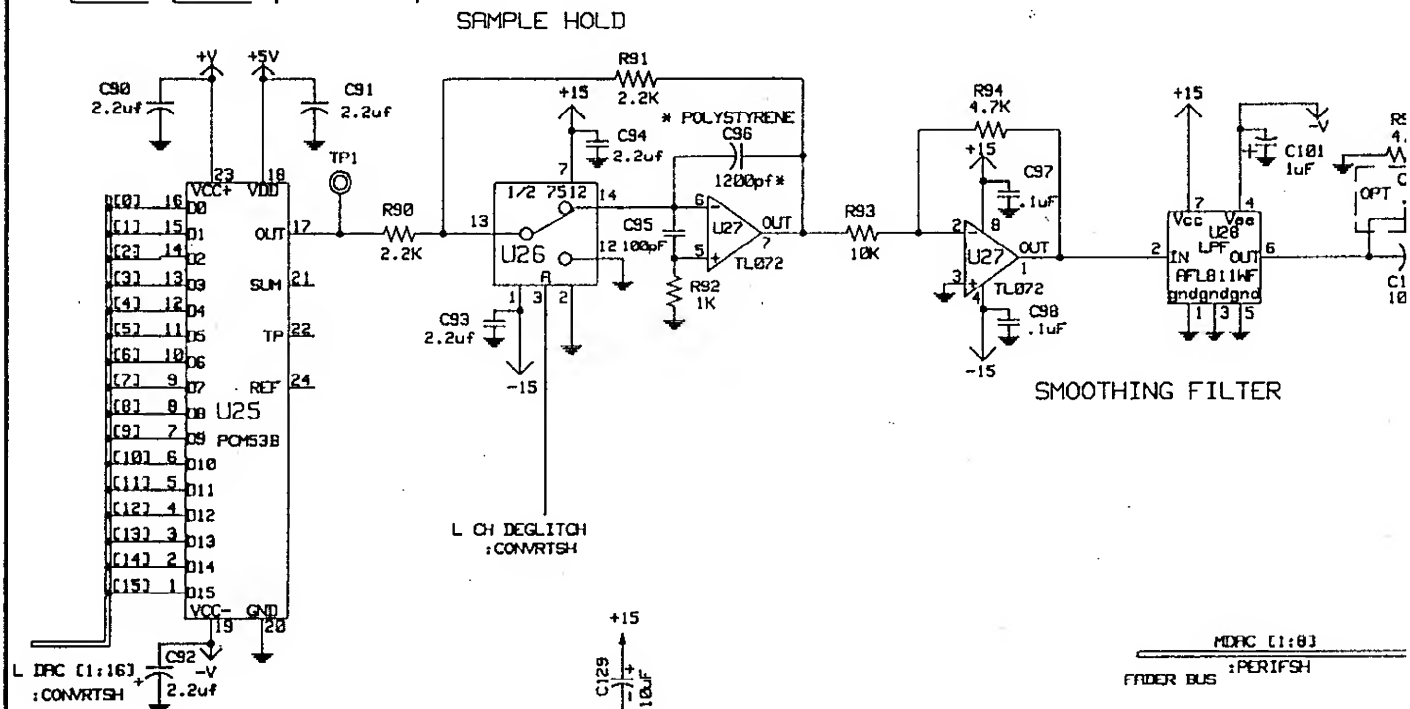 SAMPLE HOLD
+V
+5V
C90
2.2uf
C91
2.2uf
TP1
23
18
VCC+
VDD
[0] 16 D0
[1] 15 D1
[2] 14 D2
[3] 13 D3
[4] 12 D4
[5] 11 D5
[6] 10 D6
[7] 9 D7
[8] 8 D8
[9] 7 D9
[10] 6 D10
[11] 5 D11
[12] 4 D12
[13] 3 D13
[14] 2 D14
[15] 1 D15
OUT 17
SUM 21
TP 22
REF 24
U25
PCM53B
VCC-
GND
19
20
C92
2.2uf
+
-V
L DAC [1:16]
:CONVRTSH
R90
2.2K
R91
2.2K
+15
C94
2.2uf
7
1/2 7512
14
13
U26
12
A
1
3
2
C93
2.2uf
-15
L CH DEGLITCH
:CONVRTSH
* POLYSTYRENE
C96
1200pf*
C95
100pF
6
-
5
+
U27
OUT
7
TL072
R92
1K
R93
10K
R94
4.7K
+15
C97
.1uF
8
2
-
3
+
U27
OUT
1
TL072
4
C98
.1uF
-15
SMOOTHING FILTER
+15
-V
+
C101
1uF
7
4
Vcc
Vee
U28
LPF
2
IN
OUT
6
AFL811WF
gnd gnd gnd
1
3
5
OPT
+15
C129
10uF
+
-
MDAC [1:8]
:PERIFSH
FADER BUS